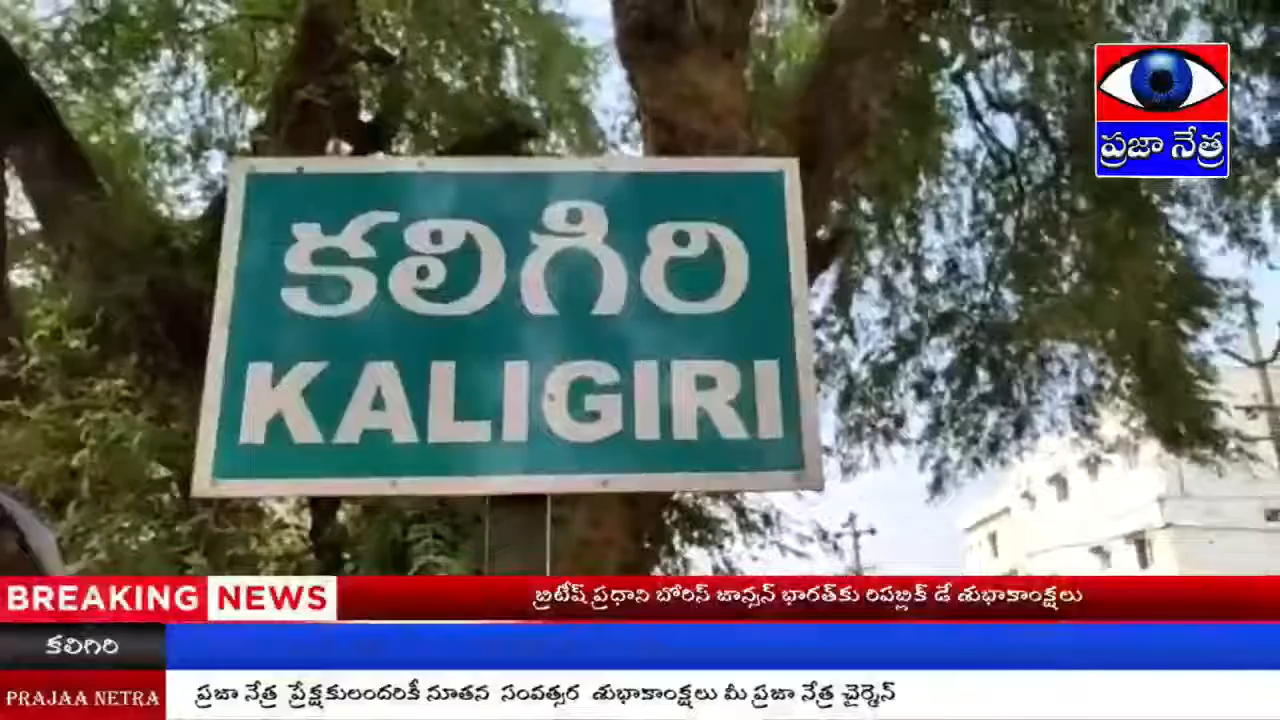 ప్రజా నేత్ర
కలిగిరి
KALIGIRI
BREAKING NEWS
బ్రిటీష్ ప్రధాని బోరిస్ జాన్సన్ భారత్‌కు రిపబ్లిక్ డే శుభాకాంక్షలు
కలిగిరి
PRAJAA NETRA
ప్రజా నేత్ర ప్రేక్షకులందరికీ నూతన సంవత్సర శుభాకాంక్షలు మీ ప్రజా నేత్ర చైర్మెన్